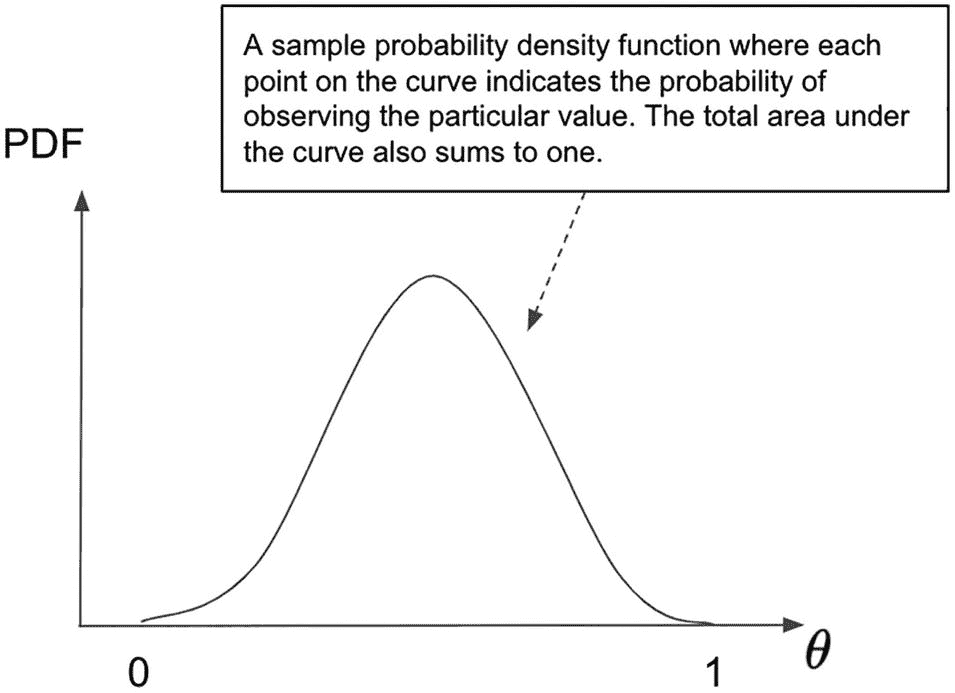 A sample probability density function where each
point on the curve indicates the probability of
observing the particular value. The total area under
the curve also sums to one.
PDF
0
1
θ